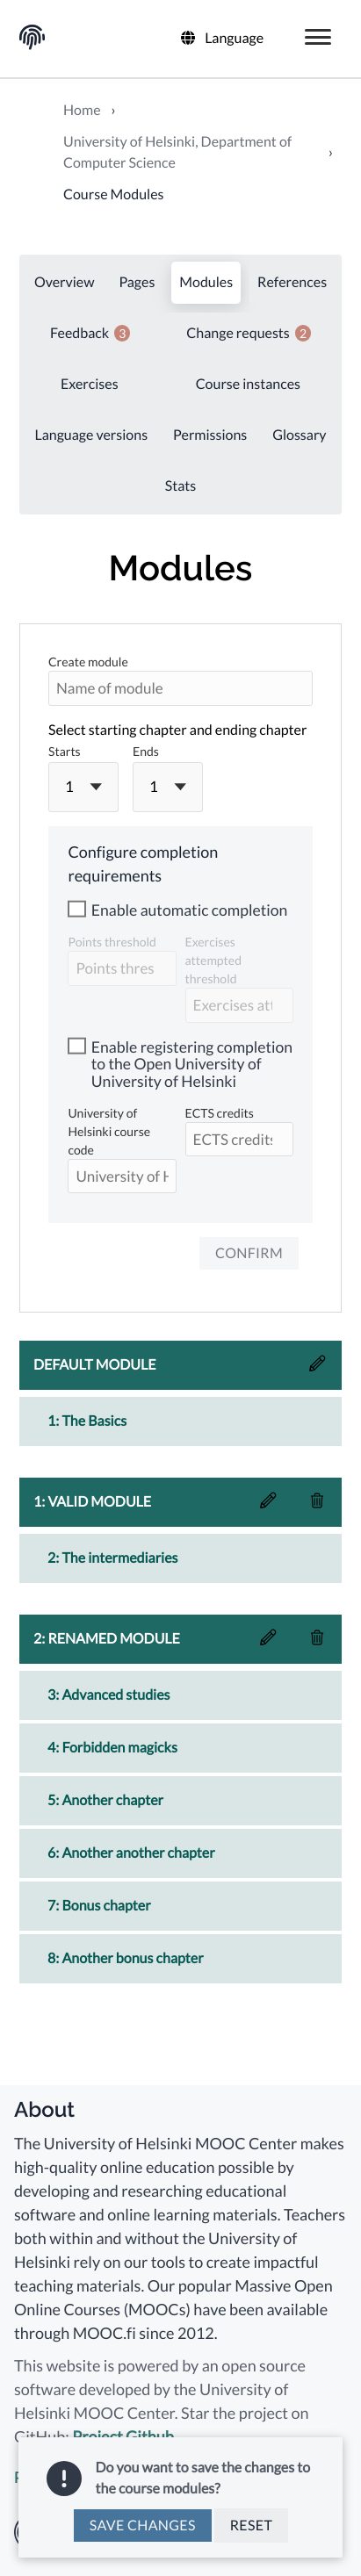 Language
Home ›
University of Helsinki, Department of
Computer Science ›
Course Modules
Overview Pages Modules References
Feedback 3 Change requests 2
Exercises Course instances
Language versions Permissions Glossary
Stats
Modules
Create module
Name of module
Select starting chapter and ending chapter
Starts Ends
1 1
Configure completion
requirements
Enable automatic completion
Points threshold
Points thres
Exercises
attempted
threshold
Exercises att
Enable registering completion
to the Open University of
University of Helsinki
University of
Helsinki course
code
University of H
ECTS credits
ECTS credits
CONFIRM
DEFAULT MODULE
1: The Basics
1: VALID MODULE
2: The intermediaries
2: RENAMED MODULE
3: Advanced studies
4: Forbidden magicks
5: Another chapter
6: Another another chapter
7: Bonus chapter
8: Another bonus chapter
About
The University of Helsinki MOOC Center makes
high-quality online education possible by
developing and researching educational
software and online learning materials. Teachers
both within and without the University of
Helsinki rely on our tools to create impactful
teaching materials. Our popular Massive Open
Online Courses (MOOCs) have been available
through MOOC.fi since 2012.
This website is powered by an open source
software developed by the University of
Helsinki MOOC Center. Star the project on
GitHub: Project Github
Do you want to save the changes to
the course modules?
SAVE CHANGES RESET